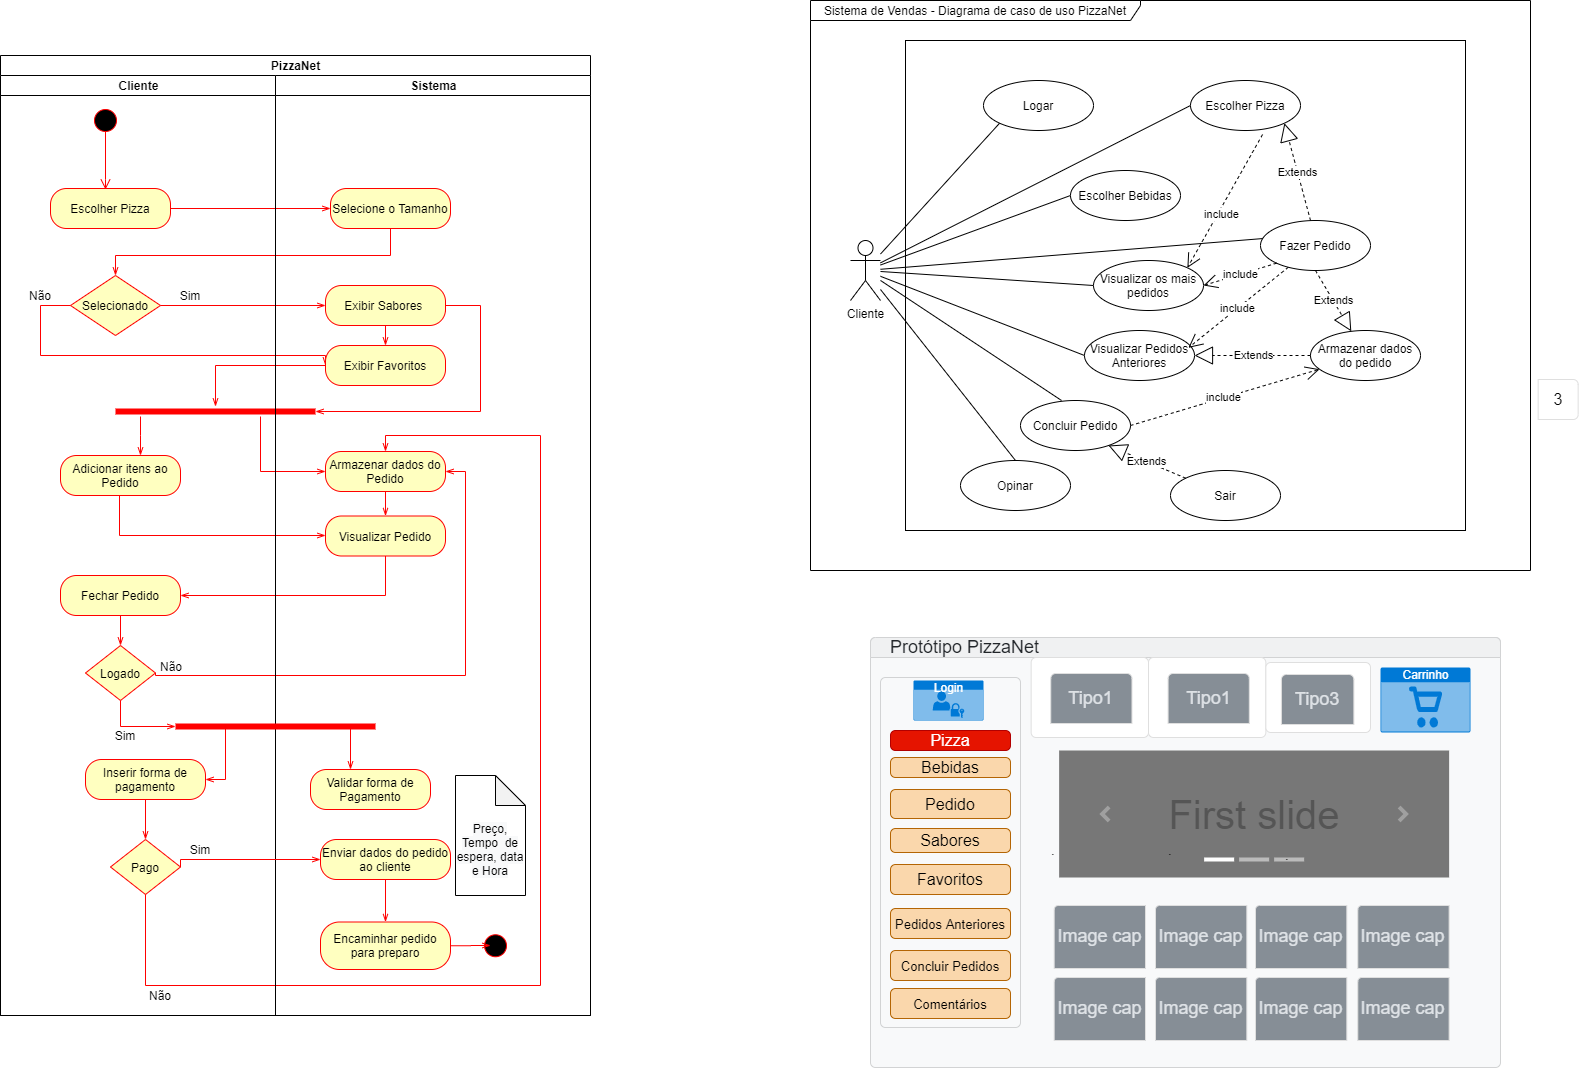 PizzaNet
Cliente
Sistema
Escolher Pizza
Selecione o Tamanho
Não
Selecionado
Sim
Exibir Sabores
Exibir Favoritos
Adicionar itens ao
Pedido
Armazenar dados do
Pedido
Visualizar Pedido
Fechar Pedido
Logado
Não
Sim
Inserir forma de
pagamento
Validar forma de
Pagamento
Preço,
Tempo de
espera, data
e Hora
Pago
Sim
Enviar dados do pedido
ao cliente
Encaminhar pedido
para preparo
Não
Sistema de Vendas - Diagrama de caso de uso PizzaNet
Logar
Escolher Pizza
Extends
Escolher Bebidas
include
Fazer Pedido
Cliente
Visualizar os mais
pedidos
include
include
Extends
Visualizar Pedidos
Anteriores
Extends
Armazenar dados
do pedido
include
Concluir Pedido
Extends
Opinar
Sair
3
Protótipo PizzaNet
Login
Tipo1
Tipo1
Tipo3
Carrinho
Pizza
Bebidas
Pedido
Sabores
Favoritos
Pedidos Anteriores
Concluir Pedidos
Comentários
First slide
Image cap
Image cap
Image cap
Image cap
Image cap
Image cap
Image cap
Image cap